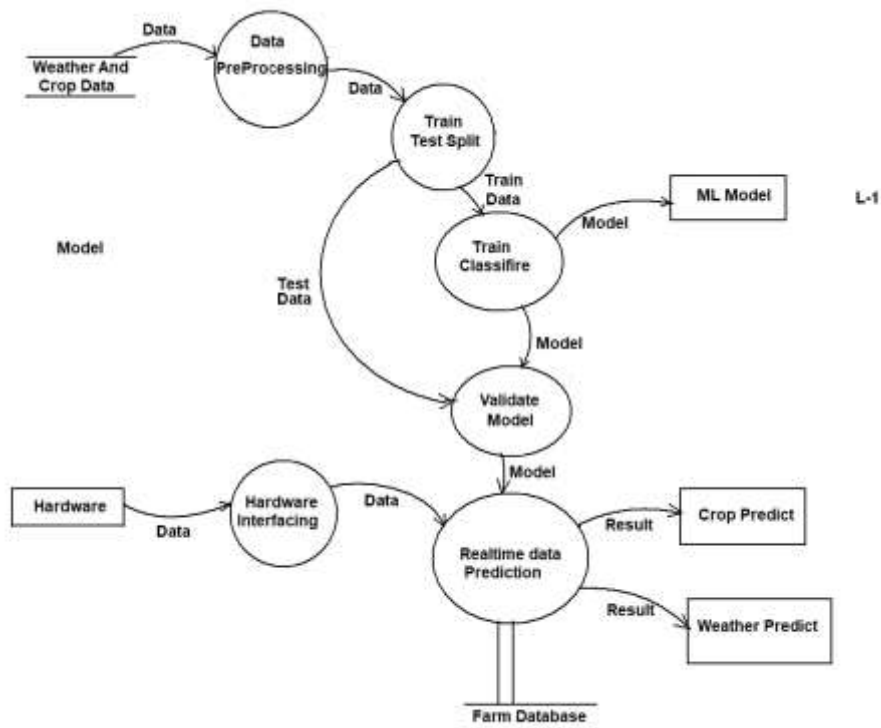 Data
Weather And
Crop Data
Data
PreProcessing
Data
Train
Test Split
Train
Data
ML Model
L-1
Model
Train
Classifire
Model
Test
Data
Model
Validate
Model
Model
Hardware
Data
Hardware
Interfacing
Data
Realtime data
Prediction
Result
Crop Predict
Result
Weather Predict
Farm Database